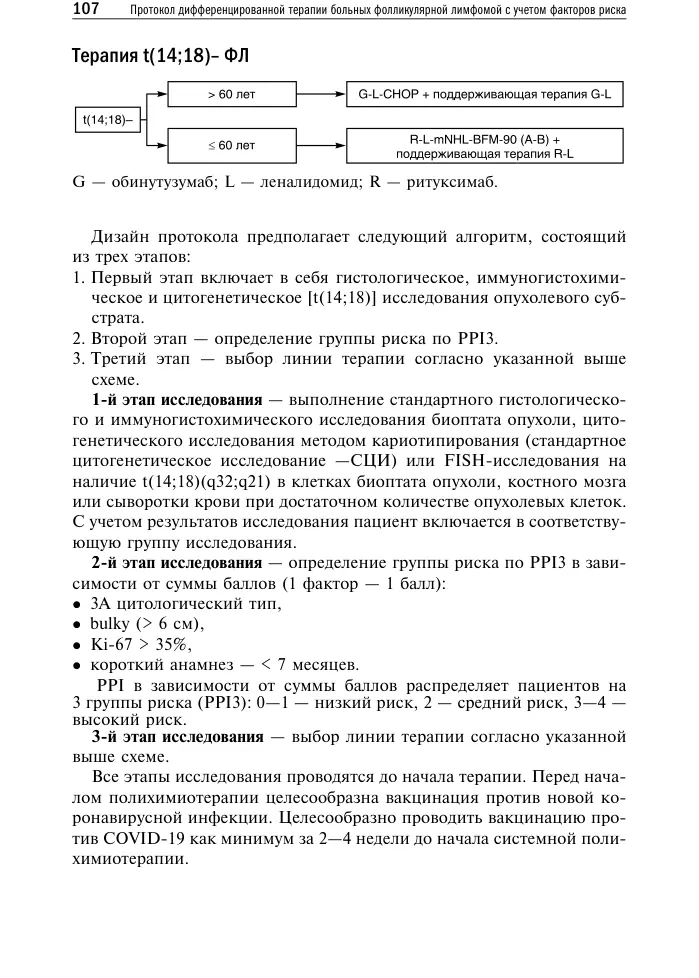 107 Протокол дифференцированной терапии больных фолликулярной лимфомой с учетом факторов риска
Терапия t(14;18)– ФЛ
t(14;18)–
> 60 лет
G-L-CHOP + поддерживающая терапия G-L
≤ 60 лет
R-L-mNHL-BFM-90 (A-B) +
поддерживающая терапия R-L
G — обинутузумаб; L — леналидомид; R — ритуксимаб.
Дизайн протокола предполагает следующий алгоритм, состоящий
из трех этапов:
1. Первый этап включает в себя гистологическое, иммуногистохими-
ческое и цитогенетическое [t(14;18)] исследования опухолевого суб-
страта.
2. Второй этап — определение группы риска по PPI3.
3. Третий этап — выбор линии терапии согласно указанной выше
схеме.
1-й этап исследования — выполнение стандартного гистологическо-
го и иммуногистохимического исследования биоптата опухоли, цито-
генетического исследования методом кариотипирования (стандартное
цитогенетическое исследование —СЦИ) или FISH-исследования на
наличие t(14;18)(q32;q21) в клетках биоптата опухоли, костного мозга
или сыворотки крови при достаточном количестве опухолевых клеток.
С учетом результатов исследования пациент включается в соответству-
ющую группу исследования.
2-й этап исследования — определение группы риска по PPI3 в зави-
симости от суммы баллов (1 фактор — 1 балл):
• 3А цитологический тип,
• bulky (> 6 см),
• Ki-67 > 35%,
• короткий анамнез — < 7 месяцев.
PPI в зависимости от суммы баллов распределяет пациентов на
3 группы риска (PPI3): 0—1 — низкий риск, 2 — средний риск, 3—4 —
высокий риск.
3-й этап исследования — выбор линии терапии согласно указанной
выше схеме.
Все этапы исследования проводятся до начала терапии. Перед нача-
лом полихимиотерапии целесообразна вакцинация против новой ко-
ронавирусной инфекции. Целесообразно проводить вакцинацию про-
тив COVID-19 как минимум за 2—4 недели до начала системной поли-
химиотерапии.